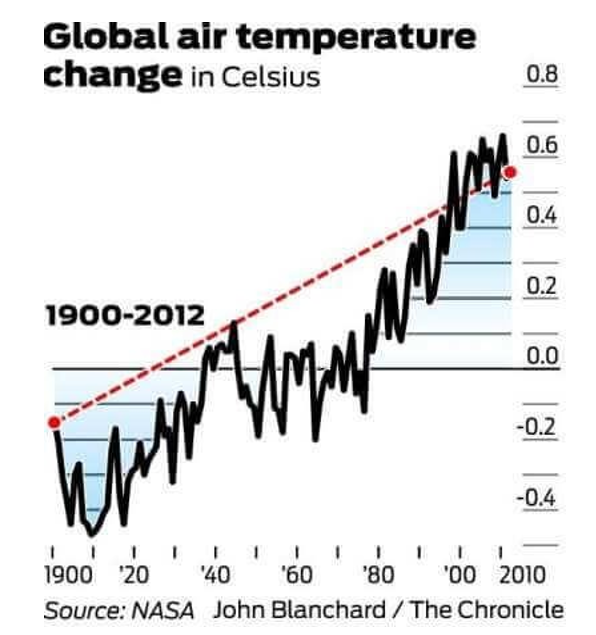 Global air temperature
change in Celsius
0.8
0.6
0.4
0.2
1900-2012
0.0
-0.2
-0.4
1900 '20 '40 '60 '80 '00 2010
Source: NASA John Blanchard / The Chronicle